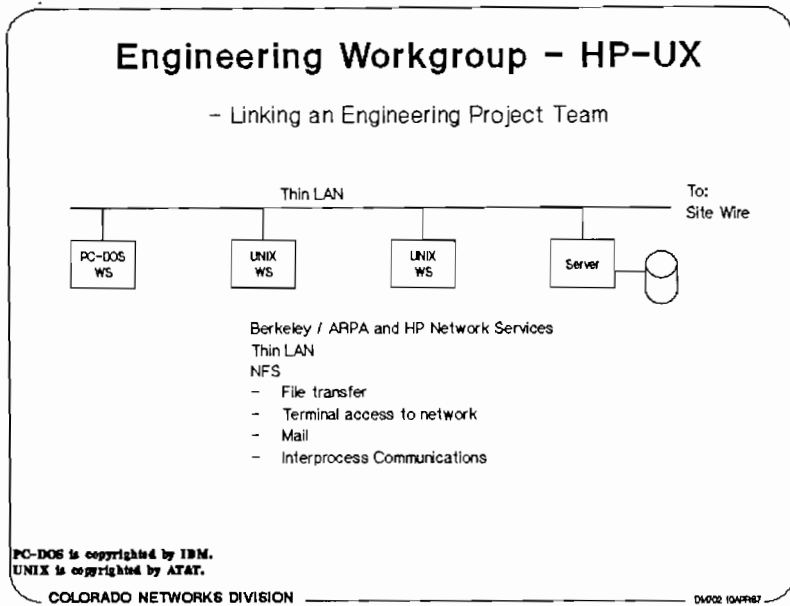 Engineering Workgroup - HP-UX
- Linking an Engineering Project Team
Thin LAN
To:
Site Wire
PC-DOS
WS
UNIX
WS
UNIX
WS
Server
Berkeley / ARPA and HP Network Services
Thin LAN
NFS
- File transfer
- Terminal access to network
- Mail
- Interprocess Communications
PC-DOS is copyrighted by IBM.
UNIX is copyrighted by ATAT.
COLORADO NETWORKS DIVISION
10APR87